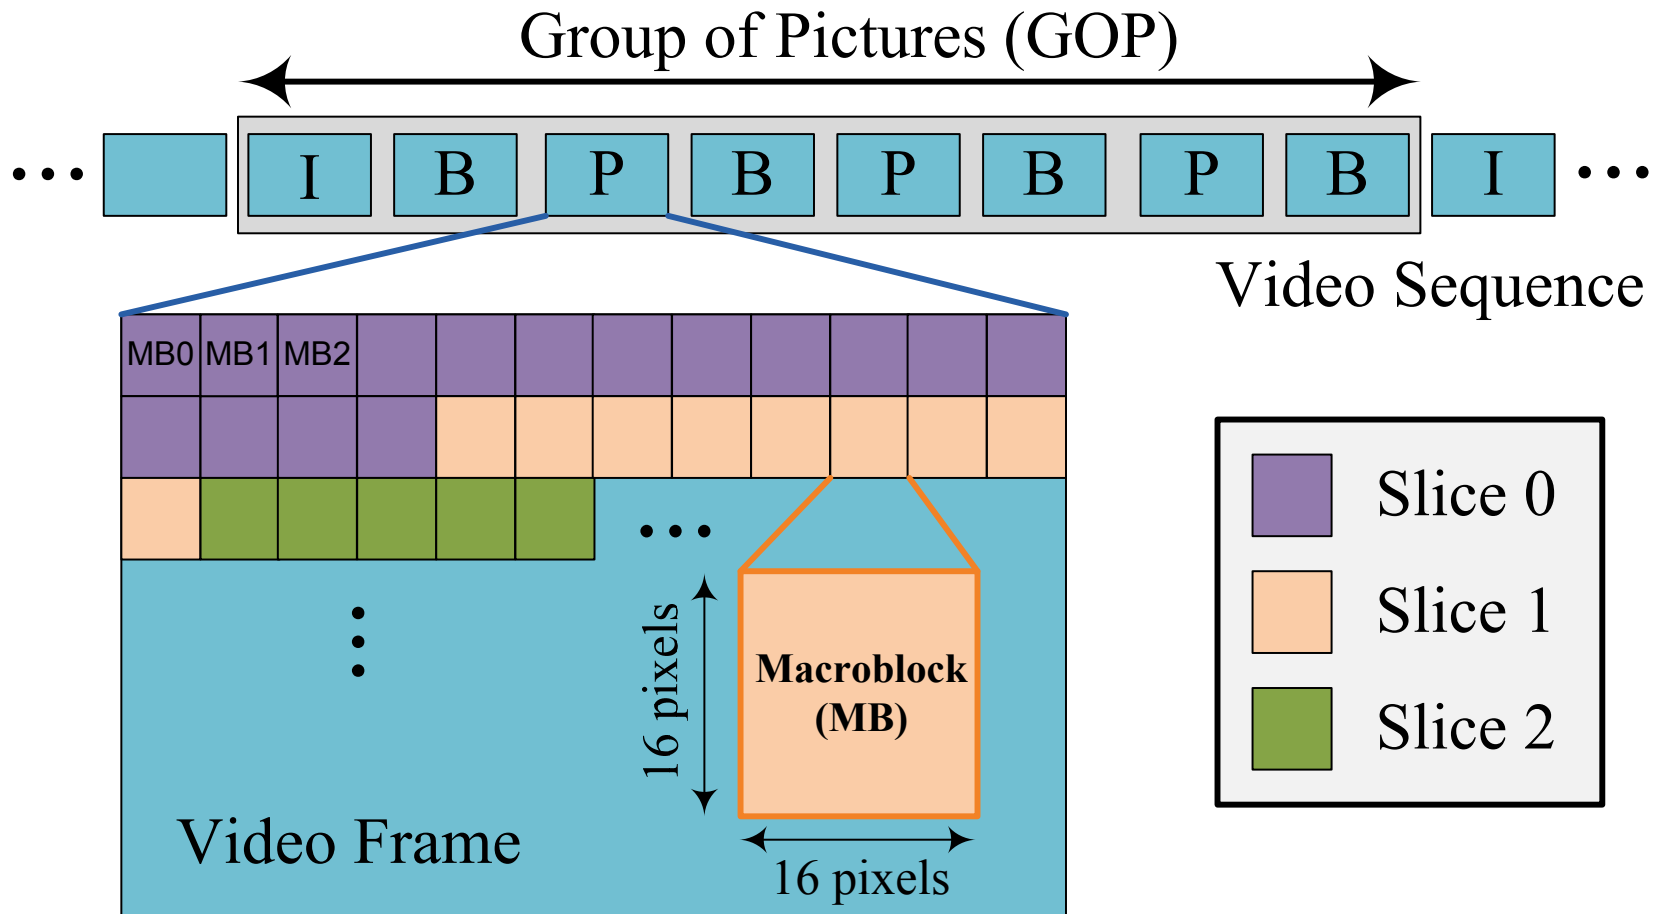 Group of Pictures (GOP)
... I B P B P B P B I ...
Video Sequence
MB0 MB1 MB2
...
Slice 0
Slice 1
Slice 2
16 pixels
Macroblock
(MB)
16 pixels
Video Frame